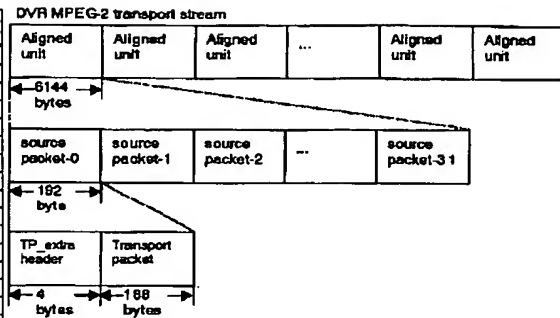 DVR MPEG-2 transport stream
Aligned unit
Aligned unit
Aligned unit
...
Aligned unit
Aligned unit
6144 bytes
source packet-0
source packet-1
source packet-2
...
source packet-31
192 byte
TP_extra header
Transport packet
4 bytes
188 bytes